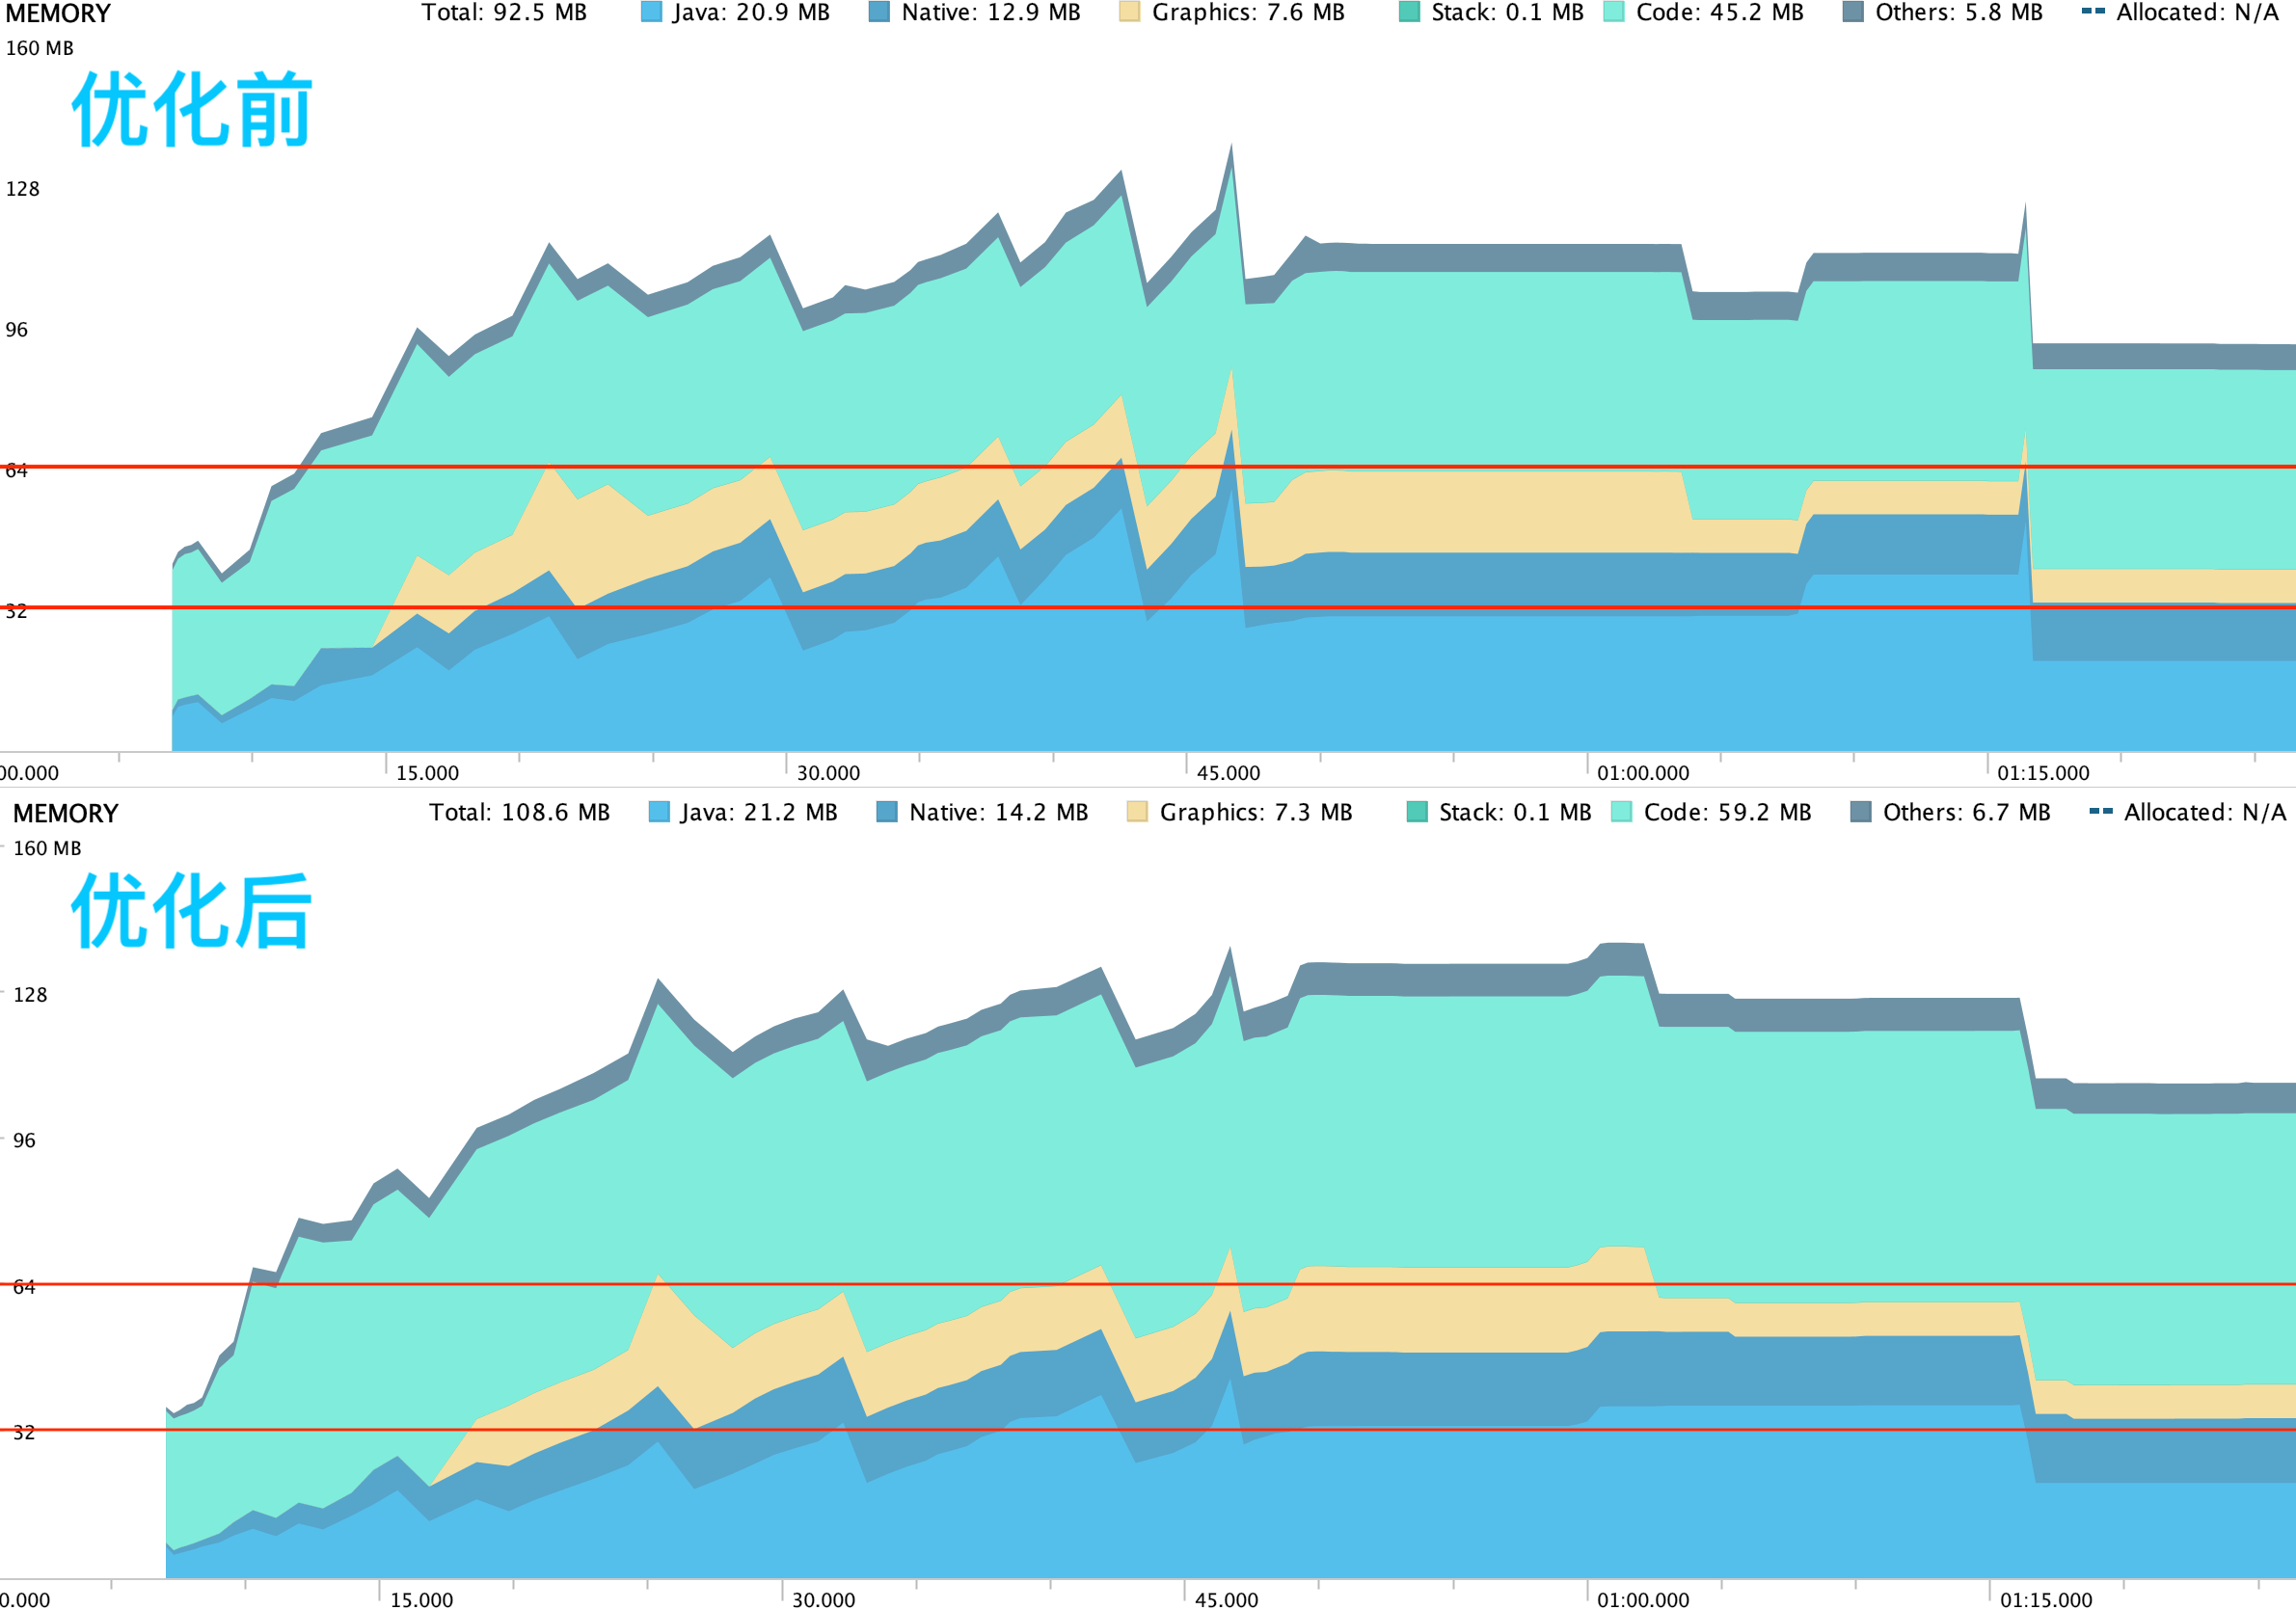 MEMORY Total: 92.5 MB Java: 20.9 MB Native: 12.9 MB Graphics: 7.6 MB Stack: 0.1 MB Code: 45.2 MB Others: 5.8 MB Allocated: N/A
160 MB
优化前
128
96
64
32
00.000 15.000 30.000 45.000 01:00.000 01:15.000
MEMORY Total: 108.6 MB Java: 21.2 MB Native: 14.2 MB Graphics: 7.3 MB Stack: 0.1 MB Code: 59.2 MB Others: 6.7 MB Allocated: N/A
160 MB
优化后
128
96
64
32
0.000 15.000 30.000 45.000 01:00.000 01:15.000